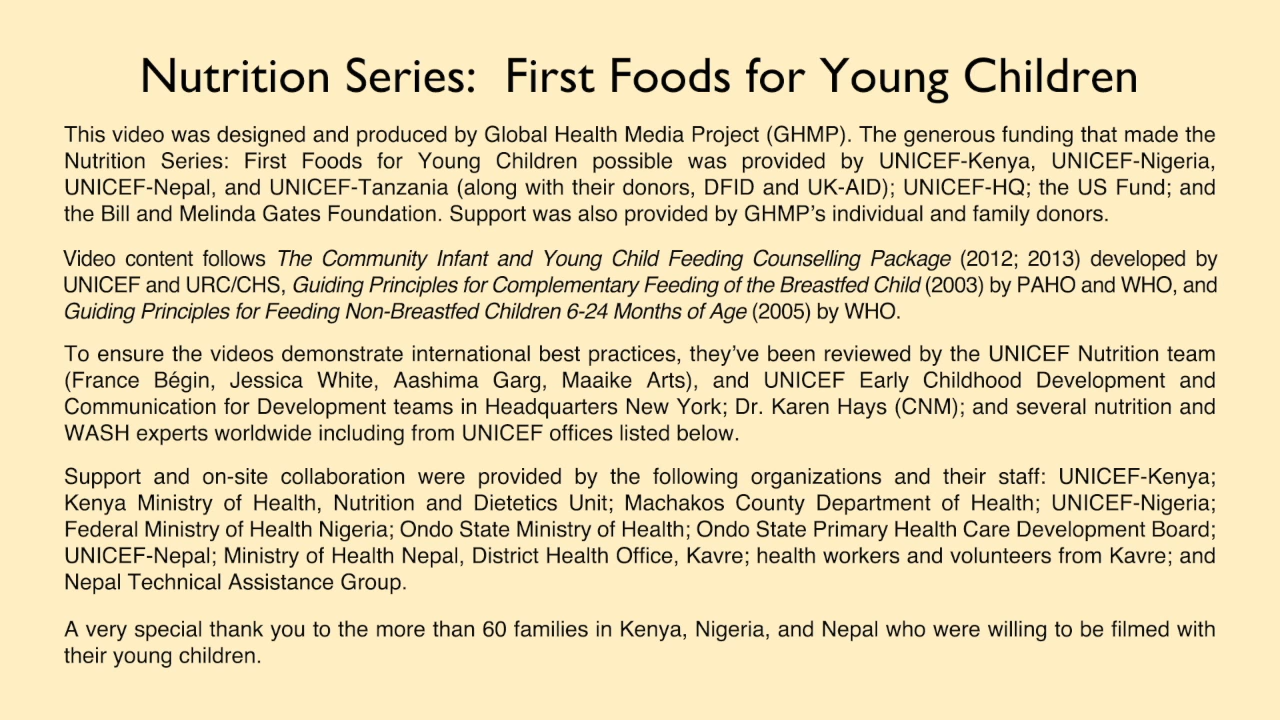 Nutrition Series:  First Foods for Young Children
This video was designed and produced by Global Health Media Project (GHMP). The generous funding that made the
Nutrition Series: First Foods for Young Children possible was provided by UNICEF-Kenya, UNICEF-Nigeria,
UNICEF-Nepal, and UNICEF-Tanzania (along with their donors, DFID and UK-AID); UNICEF-HQ; the US Fund; and
the Bill and Melinda Gates Foundation. Support was also provided by GHMP’s individual and family donors.
Video content follows The Community Infant and Young Child Feeding Counselling Package (2012; 2013) developed by
UNICEF and URC/CHS, Guiding Principles for Complementary Feeding of the Breastfed Child (2003) by PAHO and WHO, and
Guiding Principles for Feeding Non-Breastfed Children 6-24 Months of Age (2005) by WHO.
To ensure the videos demonstrate international best practices, they’ve been reviewed by the UNICEF Nutrition team
(France Bégin, Jessica White, Aashima Garg, Maaike Arts), and UNICEF Early Childhood Development and
Communication for Development teams in Headquarters New York; Dr. Karen Hays (CNM); and several nutrition and
WASH experts worldwide including from UNICEF offices listed below.
Support and on-site collaboration were provided by the following organizations and their staff: UNICEF-Kenya;
Kenya Ministry of Health, Nutrition and Dietetics Unit; Machakos County Department of Health; UNICEF-Nigeria;
Federal Ministry of Health Nigeria; Ondo State Ministry of Health; Ondo State Primary Health Care Development Board;
UNICEF-Nepal; Ministry of Health Nepal, District Health Office, Kavre; health workers and volunteers from Kavre; and
Nepal Technical Assistance Group.
A very special thank you to the more than 60 families in Kenya, Nigeria, and Nepal who were willing to be filmed with
their young children.